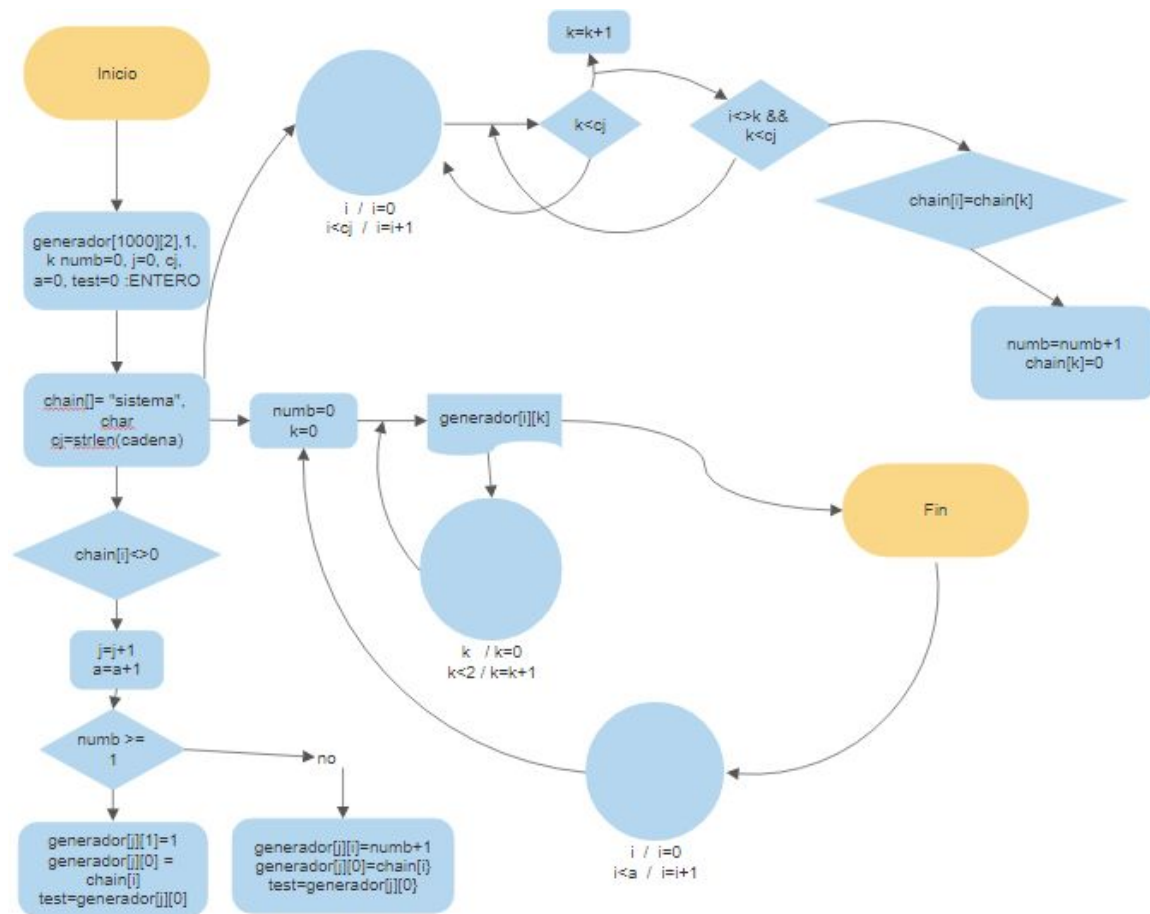 Inicio
generador[1000][2],1,
k numb=0, j=0, cj,
a=0, test=0 :ENTERO
chain[]= "sistema",
char
cj=strlen(cadena)
chain[i]<>0
j=j+1
a=a+1
numb >=
1
no
generador[j][1]=1
generador[j][0] =
chain[i]
test=generador[j][0]
generador[j][i]=numb+1
generador[j][0]=chain[i}
test=generador[j][0}
i / i=0
i<cj / i=i+1
k<cj
k=k+1
i<>k &&
k<cj
chain[i]=chain[k]
numb=numb+1
chain[k]=0
numb=0
k=0
generador[i][k]
k / k=0
k<2 / k=k+1
Fin
i / i=0
i<a / i=i+1